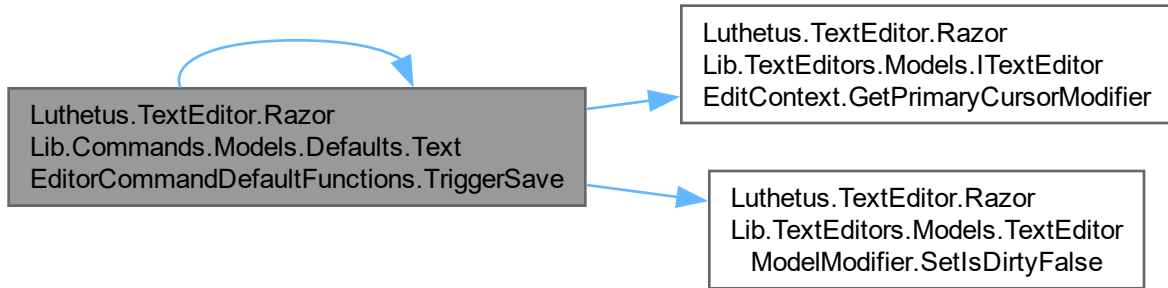 Luthetus.TextEditor.Razor
Lib.Commands.Models.Defaults.Text
EditorCommandDefaultFunctions.TriggerSave
Luthetus.TextEditor.Razor
Lib.TextEditors.Models.ITextEditor
EditContext.GetPrimaryCursorModifier
Luthetus.TextEditor.Razor
Lib.TextEditors.Models.TextEditor
ModelModifier.SetIsDirtyFalse